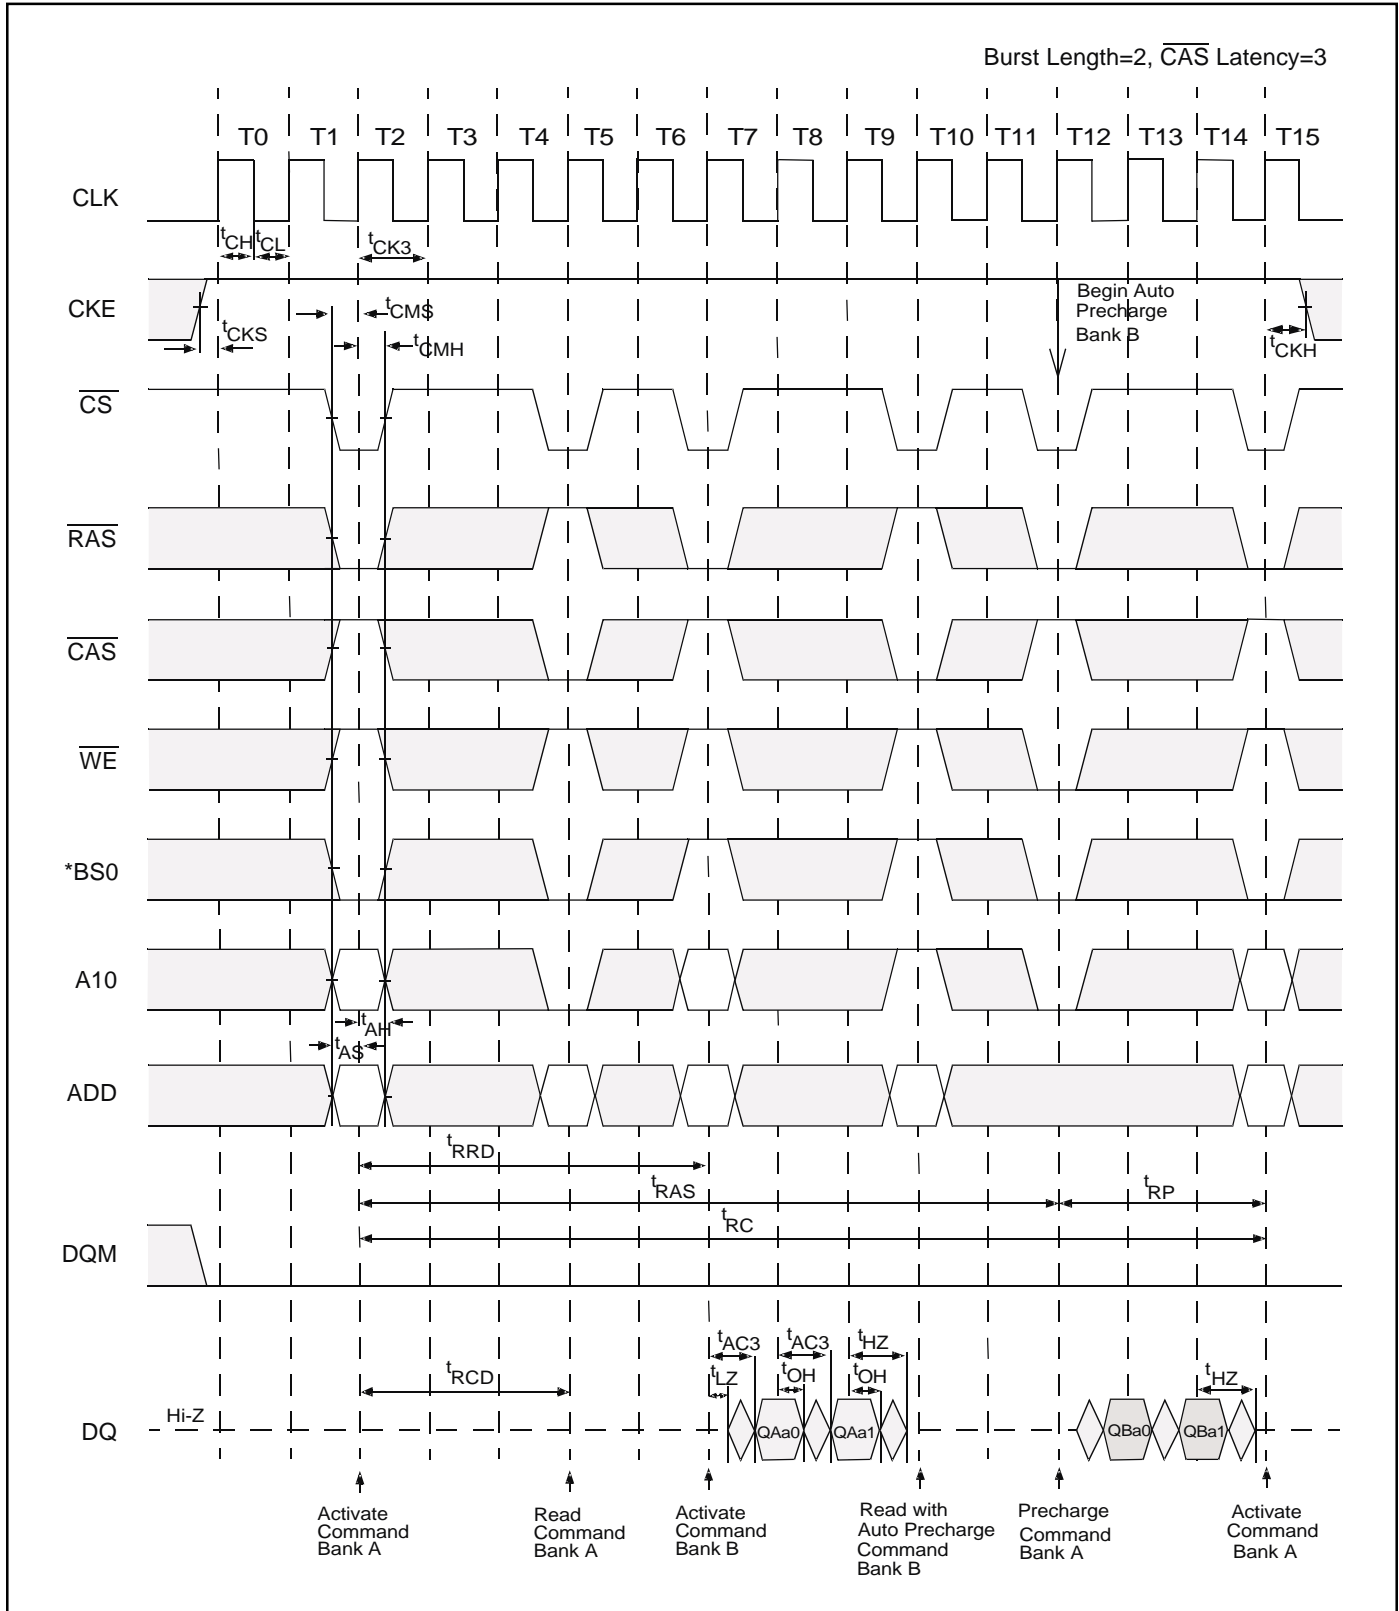 Burst Length=2, CAS Latency=3
T0 T1 T2 T3 T4 T5 T6 T7 T8 T9 T10 T11 T12 T13 T14 T15
CLK
tCH tCL tCK3
CKE
tCKS
tCMS
tCMH
Begin Auto
Precharge
Bank B
tCKH
CS
RAS
CAS
WE
*BS0
A10
tAH
tAS
ADD
tRRD
tRAS
tRP
tRC
DQM
tAC3 tAC3 tHZ
tRCD
tLZ tOH tOH
tHZ
DQ
Hi-Z
QAa0 QAa1 QBa0 QBa1
Activate
Command
Bank A
Read
Command
Bank A
Activate
Command
Bank B
Read with
Auto Precharge
Command
Bank B
Precharge
Command
Bank A
Activate
Command
Bank A